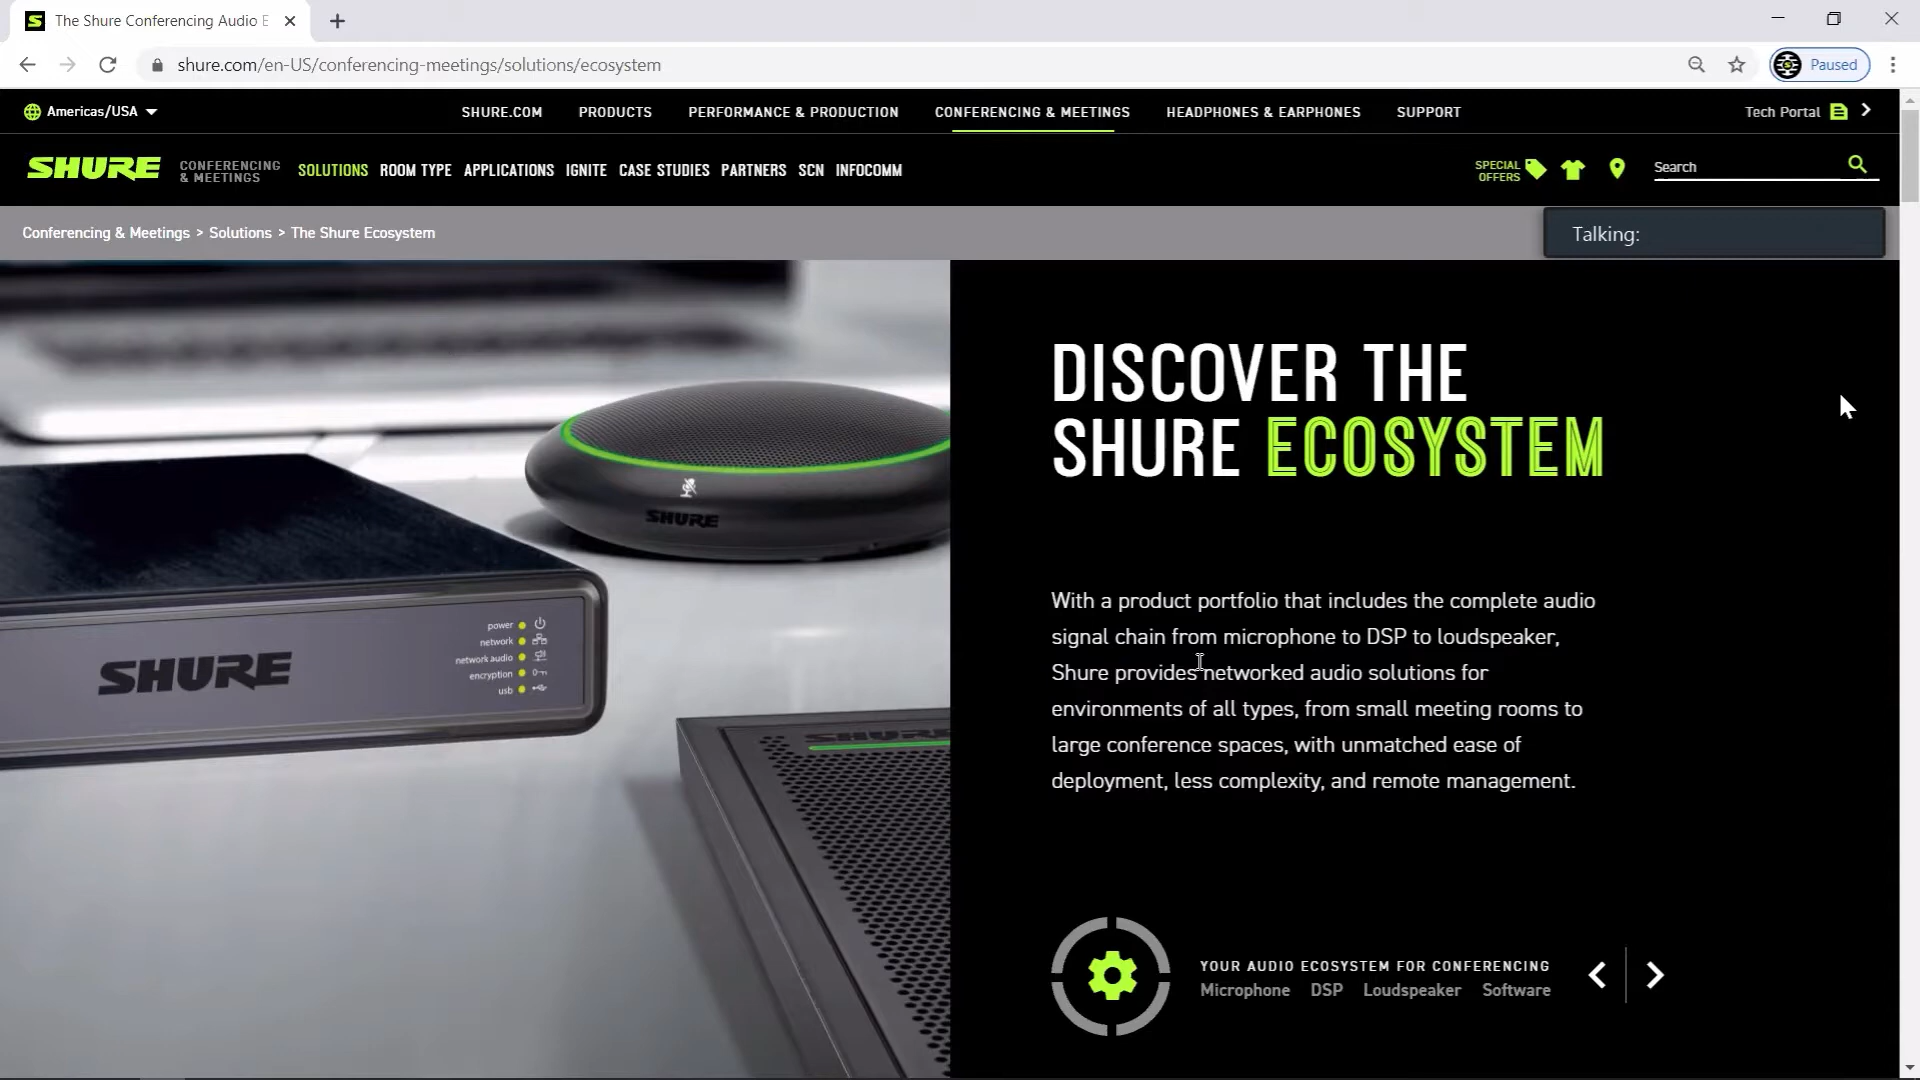 The Shure Conferencing Audio E
shure.com/en-US/conferencing-meetings/solutions/ecosystem
Paused
Americas/USA
SHURE.COM PRODUCTS PERFORMANCE & PRODUCTION CONFERENCING & MEETINGS HEADPHONES & EARPHONES SUPPORT
Tech Portal
SHURE
CONFERENCING
& MEETINGS
SOLUTIONS ROOM TYPE APPLICATIONS IGNITE CASE STUDIES PARTNERS SCN INFOCOMM
SPECIAL
OFFERS
Search
Conferencing & Meetings > Solutions > The Shure Ecosystem
Talking:
DISCOVER THE
SHURE ECOSYSTEM
SHURE
power
network
network audio
encryption
usb
SHURE
SHURE
With a product portfolio that includes the complete audio
signal chain from microphone to DSP to loudspeaker,
Shure provides networked audio solutions for
environments of all types, from small meeting rooms to
large conference spaces, with unmatched ease of
deployment, less complexity, and remote management.
YOUR AUDIO ECOSYSTEM FOR CONFERENCING
Microphone DSP Loudspeaker Software